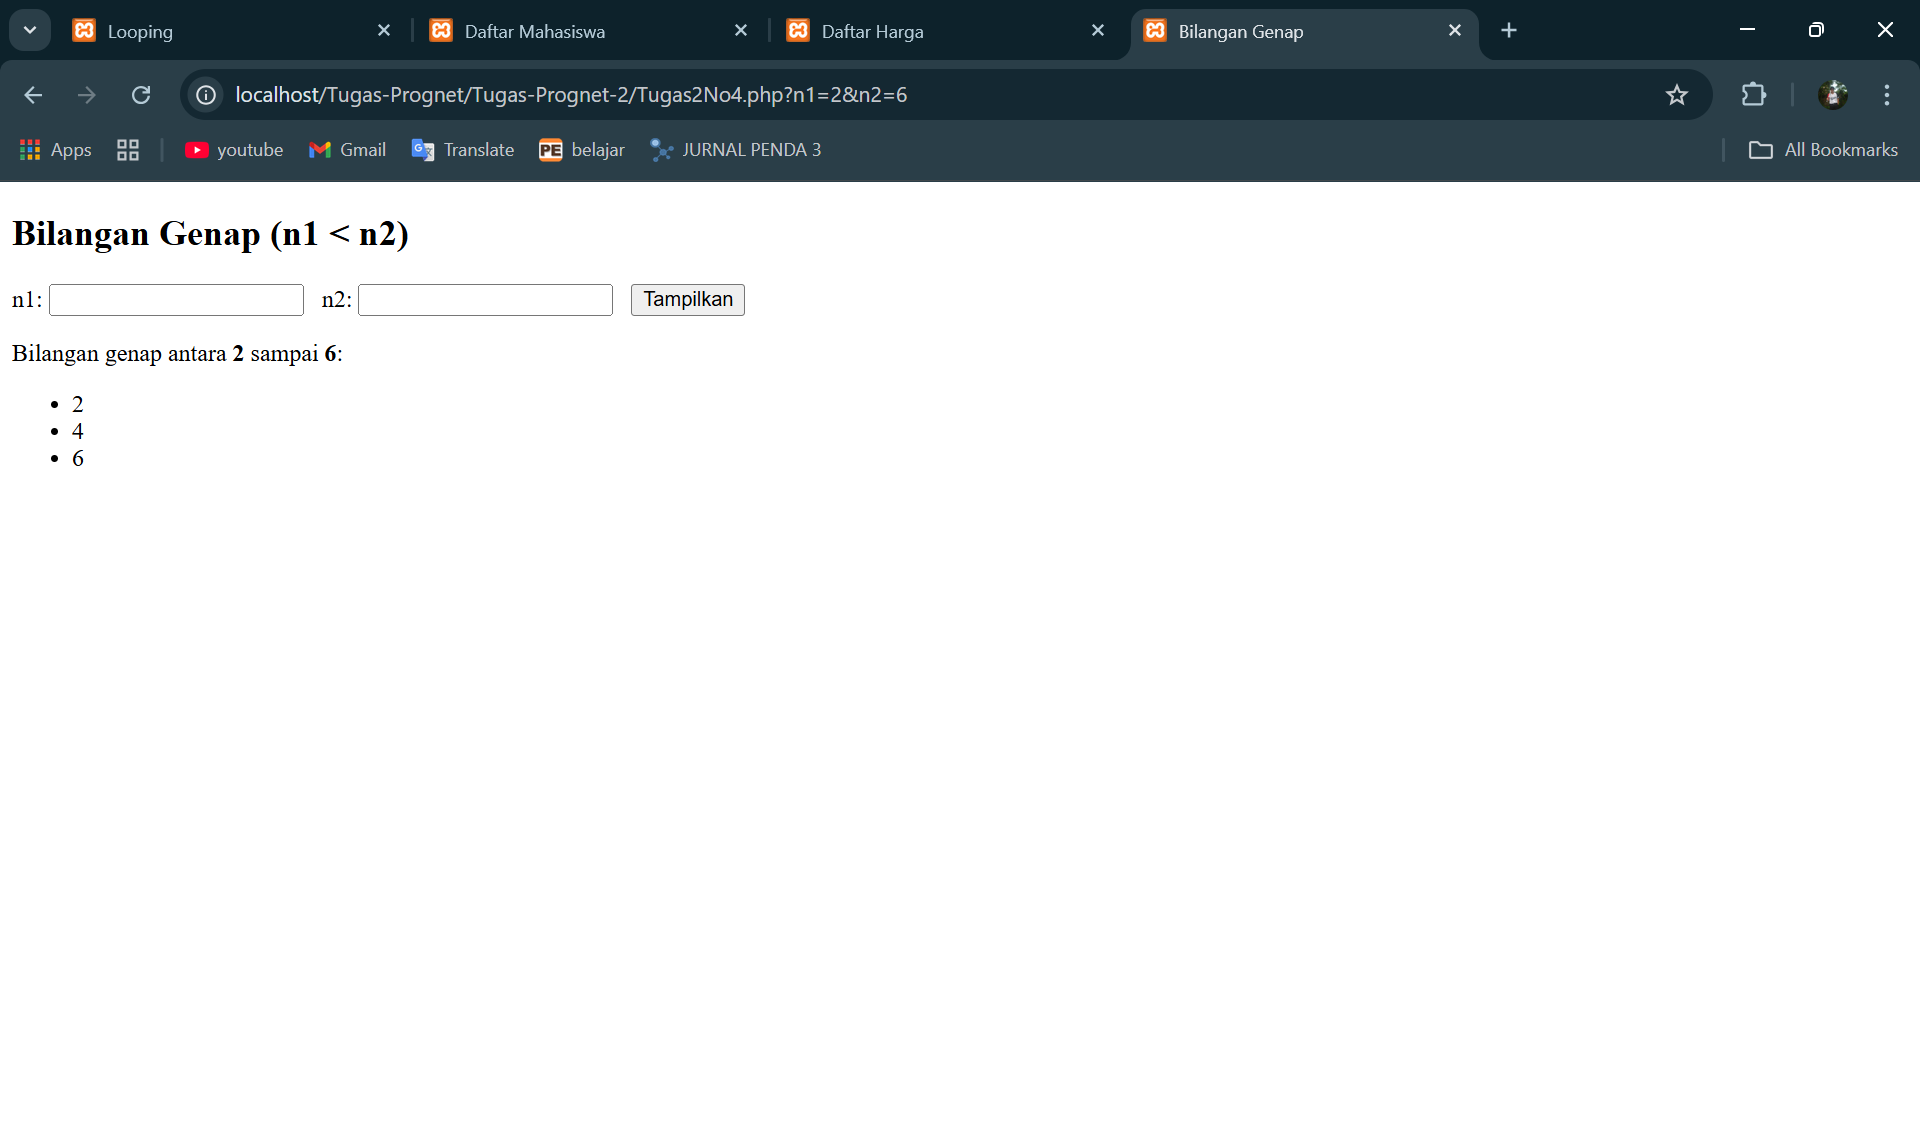 Looping
Daftar Mahasiswa
Daftar Harga
Bilangan Genap
localhost/Tugas-Prognet/Tugas-Prognet-2/Tugas2No4.php?n1=2&n2=6
Apps
youtube
Gmail
Translate
PE belajar
JURNAL PENDA 3
All Bookmarks
Bilangan Genap (n1 < n2)
n1: n2: Tampilkan
Bilangan genap antara 2 sampai 6:
• 2
• 4
• 6